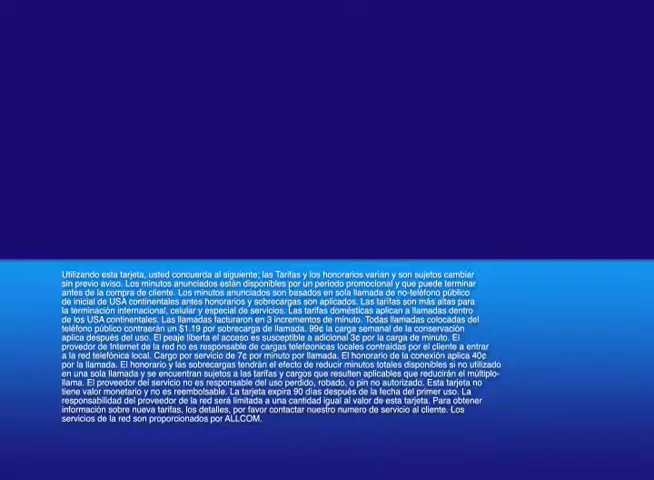 Utilizando esta tarjeta, usted concuerda al siguiente; las Tarifas y los honorarios varían y son sujetos cambiar
sin previo aviso. Los minutos anunciados están disponibles por un periodo promocional y que puede terminar
antes de la compra de cliente. Los minutos anunciados son basados en sola llamada de no-teléfono público
de inicial de USA continentales antes honorarios y sobrecargas son aplicados. Las tarifas son más altas para
la terminación internacional, celular y especial de servicios. Las tarifas domésticas aplican a llamadas dentro
de los USA continentales. Las llamadas facturaron en 3 incrementos de minuto. Todas llamadas colocadas del
teléfono público contraerán un $1.19 por sobrecarga de llamada. 99¢ la carga semanal de la conservación
aplica después del uso. El peaje liberta el acceso es susceptible a adicional 3¢ por la carga de minuto. El
provedor de Internet de la red no es responsable de cargas telefóonicas locales contraidas por el cliente a entrar
a la red telefónica local. Cargo por servicio de 7¢ por minuto por llamada. El honorario de la conexión aplica 40¢
por la llamada. El honorario y las sobrecargas tendrán el efecto de reducir minutos totales disponibles si no utilizado
en una sola llamada y se encuentran sujetos a las tarifas y cargos que resulten aplicables que reducirán el múltiplo-
llama. El proveedor del servicio no es responsable del uso perdido, robado, o pin no autorizado. Esta tarjeta no
tiene valor monetario y no es reembolsable. La tarjeta expira 90 días después de la fecha del primer uso. La
responsabilidad del proveedor de la red será limitada a una cantidad igual al valor de esta tarjeta. Para obtener
información sobre nueva tarifas, los detalles, por favor contactar nuestro numero de servicio al cliente. Los
servicios de la red son proporcionados por ALLCOM.